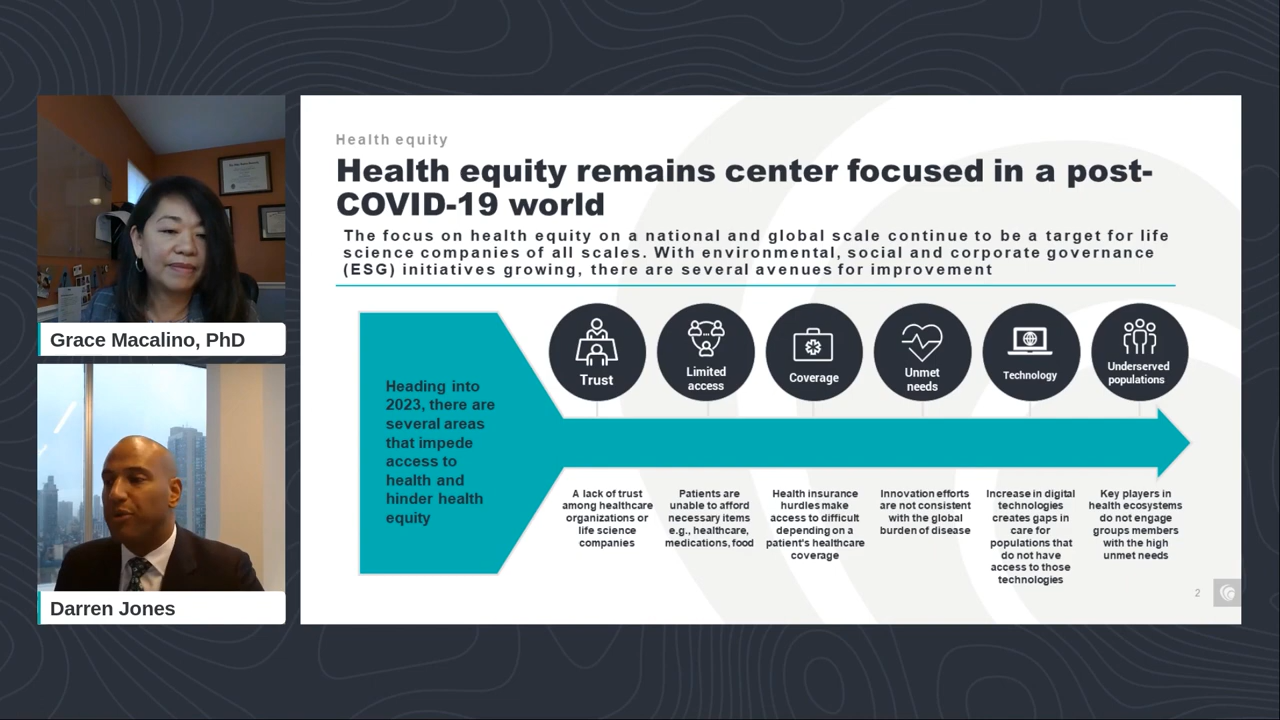 Grace Macalino, PhD
Darren Jones
Health equity
Health equity remains center focused in a post-
COVID-19 world
The focus on health equity on a national and global scale continue to be a target for life
science companies of all scales. With environmental, social and corporate governance
(ESG) initiatives growing, there are several avenues for improvement
Heading into
2023, there are
several areas
that impede
access to
health and
hinder health
equity
Trust
Limited
access
Coverage
Unmet
needs
Technology
Underserved
populations
A lack of trust
among healthcare
organizations or
life science
companies
Patients are
unable to afford
necessary items
e.g., healthcare,
medications, food
Health insurance
hurdles make
access to difficult
depending on a
patient's healthcare
coverage
Innovation efforts
are not consistent
with the global
burden of disease
Increase in digital
technologies
creates gaps in
care for
populations that
do not have
access to those
technologies
Key players in
health ecosystems
do not engage
groups members
with the high
unmet needs
2